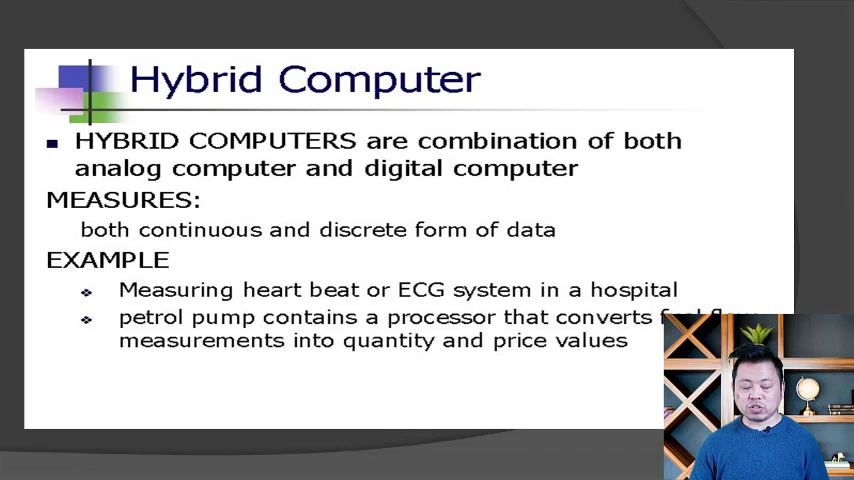 Hybrid Computer
HYBRID COMPUTERS are combination of both
analog computer and digital computer
MEASURES:
both continuous and discrete form of data
EXAMPLE
Measuring heart beat or ECG system in a hospital
petrol pump contains a processor that converts
measurements into quantity and price values